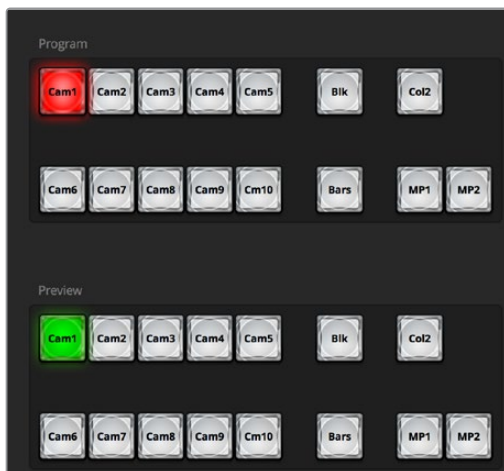 Program
Cam1 Cam2 Cam3 Cam4 Cam5 Blk Col2
Cam6 Cam7 Cam8 Cam9 Cm10 Bars MP1 MP2
Preview
Cam1 Cam2 Cam3 Cam4 Cam5 Blk Col2
Cam6 Cam7 Cam8 Cam9 Cm10 Bars MP1 MP2